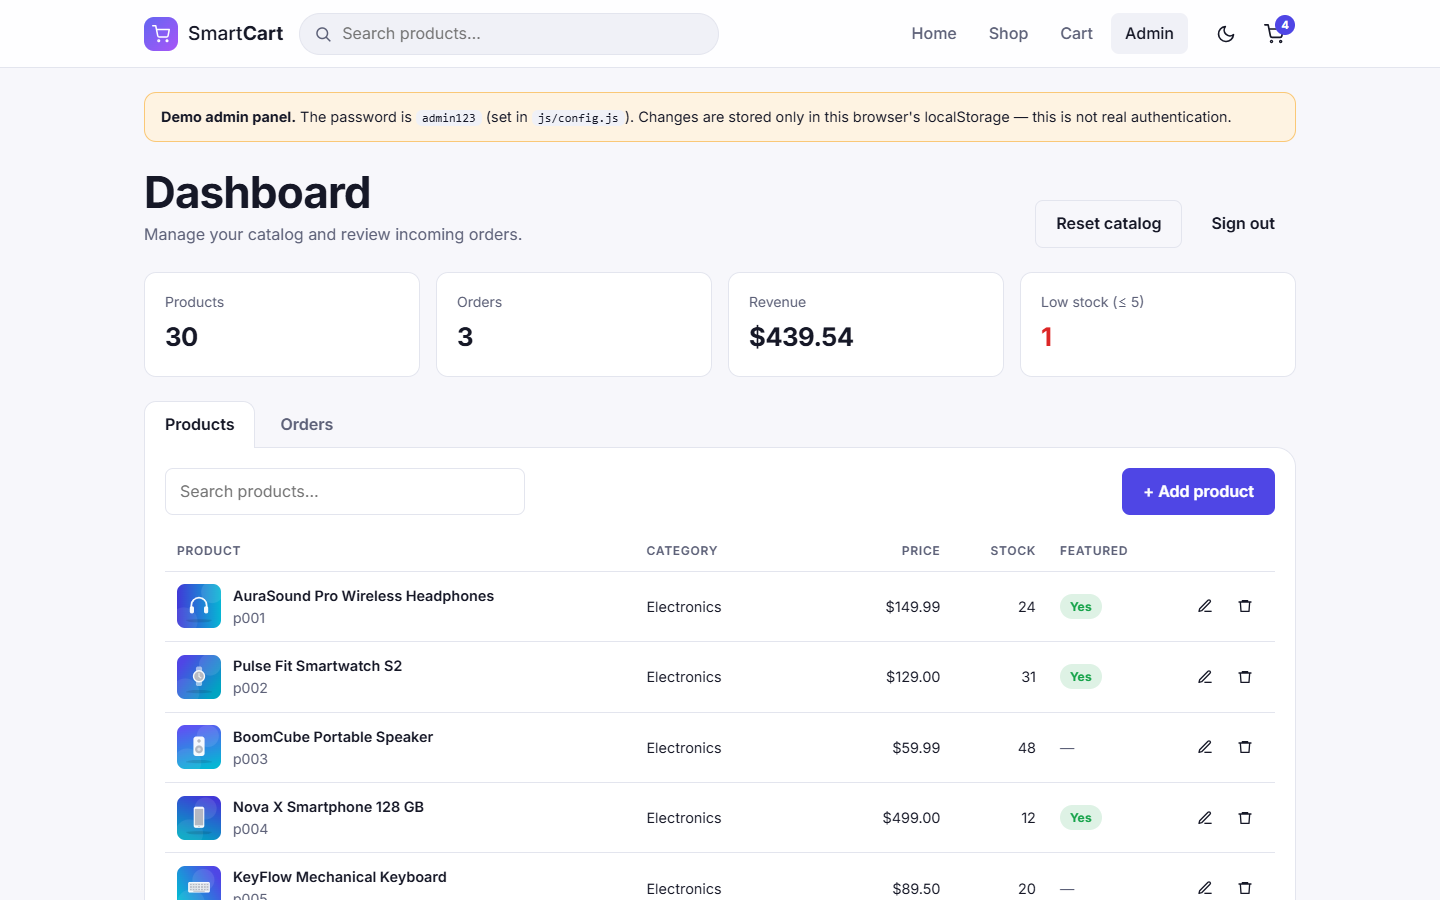 SmartCart
Search products...
Home
Shop
Cart
Admin
4
Demo admin panel. The password is admin123 (set in js/config.js). Changes are stored only in this browser's localStorage — this is not real authentication.
Dashboard
Manage your catalog and review incoming orders.
Reset catalog
Sign out
Products
30
Orders
3
Revenue
$439.54
Low stock (≤ 5)
1
Products
Orders
Search products...
+ Add product
PRODUCT CATEGORY PRICE STOCK FEATURED
AuraSound Pro Wireless Headphones
p001
Electronics $149.99 24 Yes
Pulse Fit Smartwatch S2
p002
Electronics $129.00 31 Yes
BoomCube Portable Speaker
p003
Electronics $59.99 48 —
Nova X Smartphone 128 GB
p004
Electronics $499.00 12 Yes
KeyFlow Mechanical Keyboard
p005
Electronics $89.50 20 —